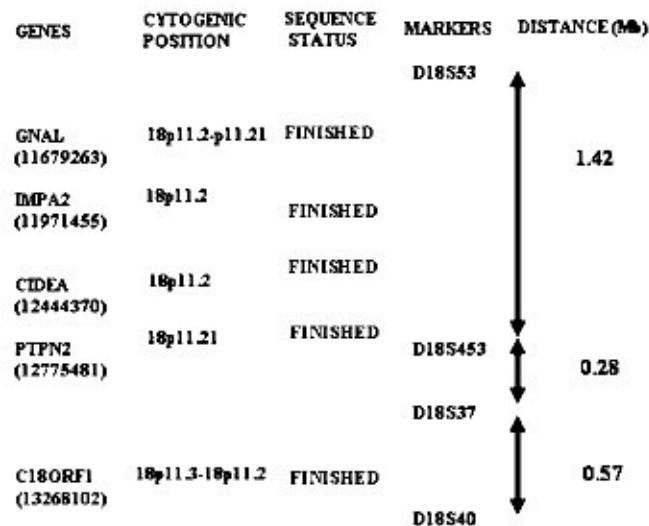 GENES CYTOGENIC POSITION SEQUENCE STATUS MARKERS DISTANCE (Mb)
D18S53
GNAL 18p11.2-p11.21 FINISHED
(11679263) 1.42
IMPA2 18p11.2
(11971455) FINISHED
CIDEA 18p11.2 FINISHED
(12444370)
PTPN2 18p11.21 FINISHED D18S453
(12775481) 0.28
D18S37
C18ORF1 18p11.3-18p11.2 FINISHED 0.57
(13268102)
D18S40